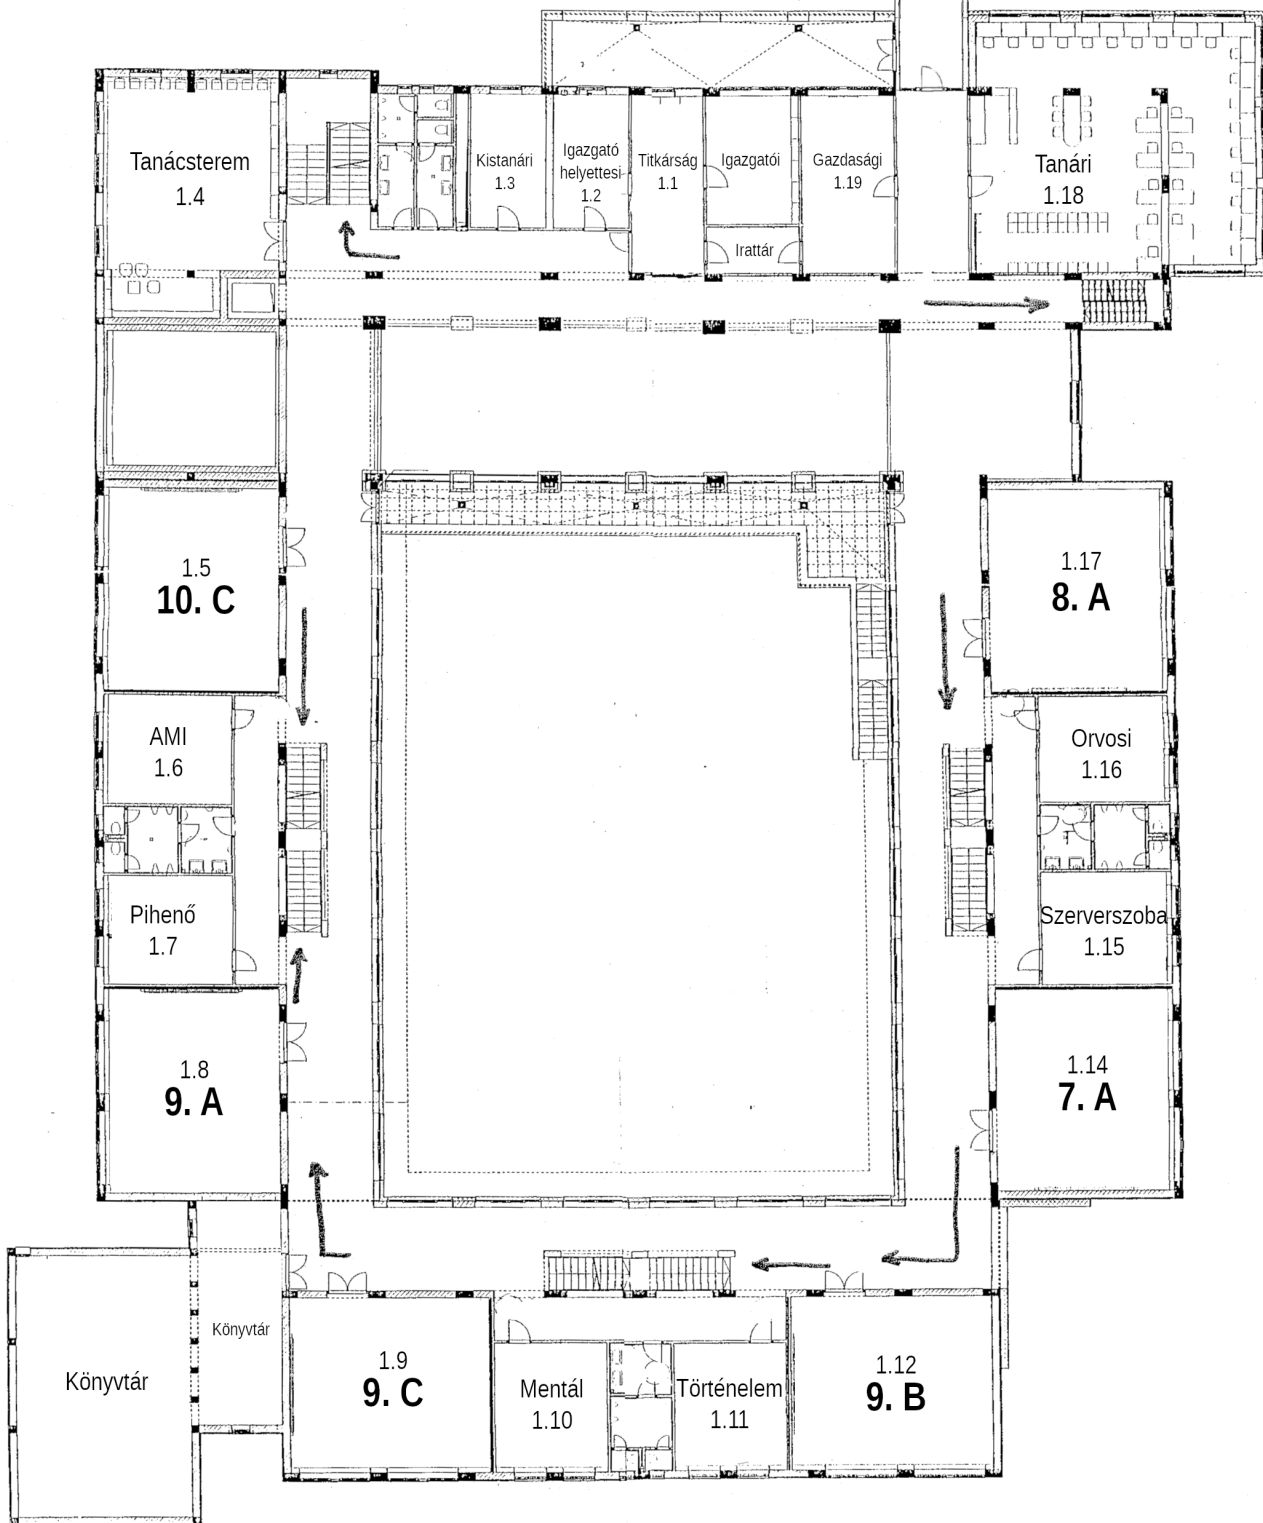 Tanácsterem
1.4
Kistanári
1.3
Igazgató
helyettesi
1.2
Titkárság
1.1
Igazgatói
Irattár
Gazdasági
1.19
Tanári
1.18
1.5
10. C
1.17
8. A
AMI
1.6
Orvosi
1.16
Pihenő
1.7
Szerverszoba
1.15
1.8
9. A
1.14
7. A
Könyvtár
Könyvtár
1.9
9. C
Mentál
1.10
Történelem
1.11
1.12
9. B